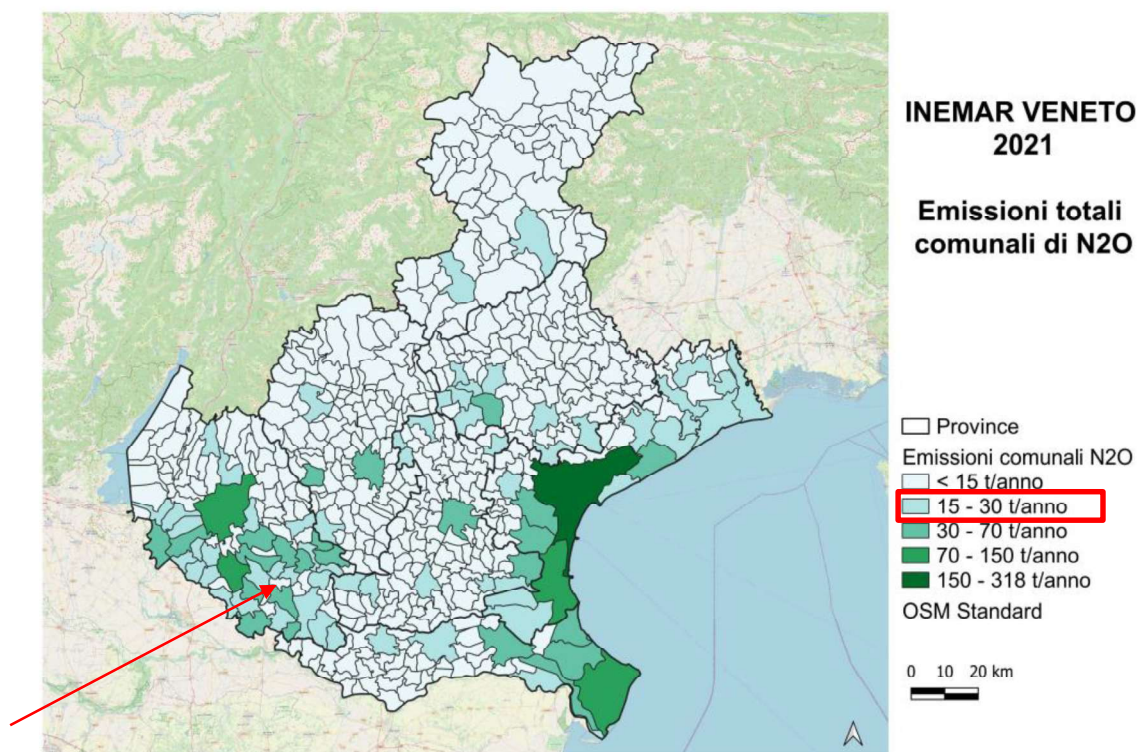 INEMAR VENETO
2021
Emissioni totali
comunali di N2O
Province
Emissioni comunali N2O
< 15 t/anno
15 - 30 t/anno
30 - 70 t/anno
70 - 150 t/anno
150 - 318 t/anno
OSM Standard
0 10 20 km